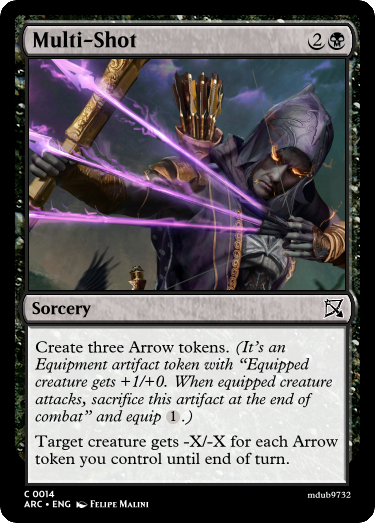 Multi-Shot 2
Sorcery
Create three Arrow tokens. (It's an
Equipment artifact token with “Equipped
creature gets +1/+0. When equipped creature
attacks, sacrifice this artifact at the end of
combat” and equip 1.)
Target creature gets -X/-X for each Arrow
token you control until end of turn.
C 0014
ARC • ENG Felipe Malini
mdub9732